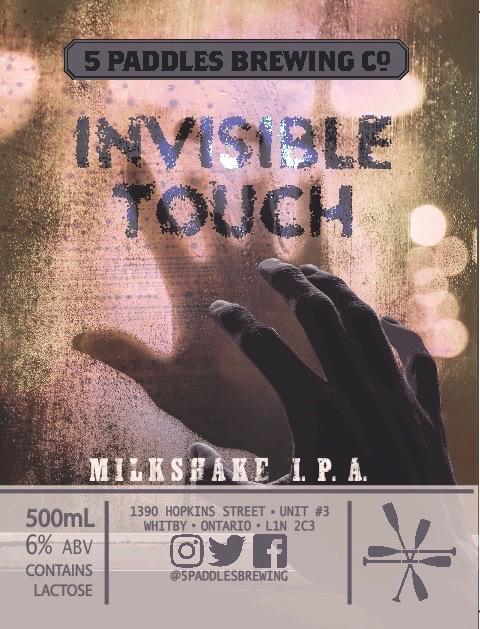 5 PADDLES BREWING CO
INVISIBLE
TOUCH
MILKSHAKE I.P.A.
500mL
6% ABV
CONTAINS
LACTOSE
1390 HOPKINS STREET • UNIT #3
WHITBY • ONTARIO • L1N 2C3
@5PADDLESBREWING